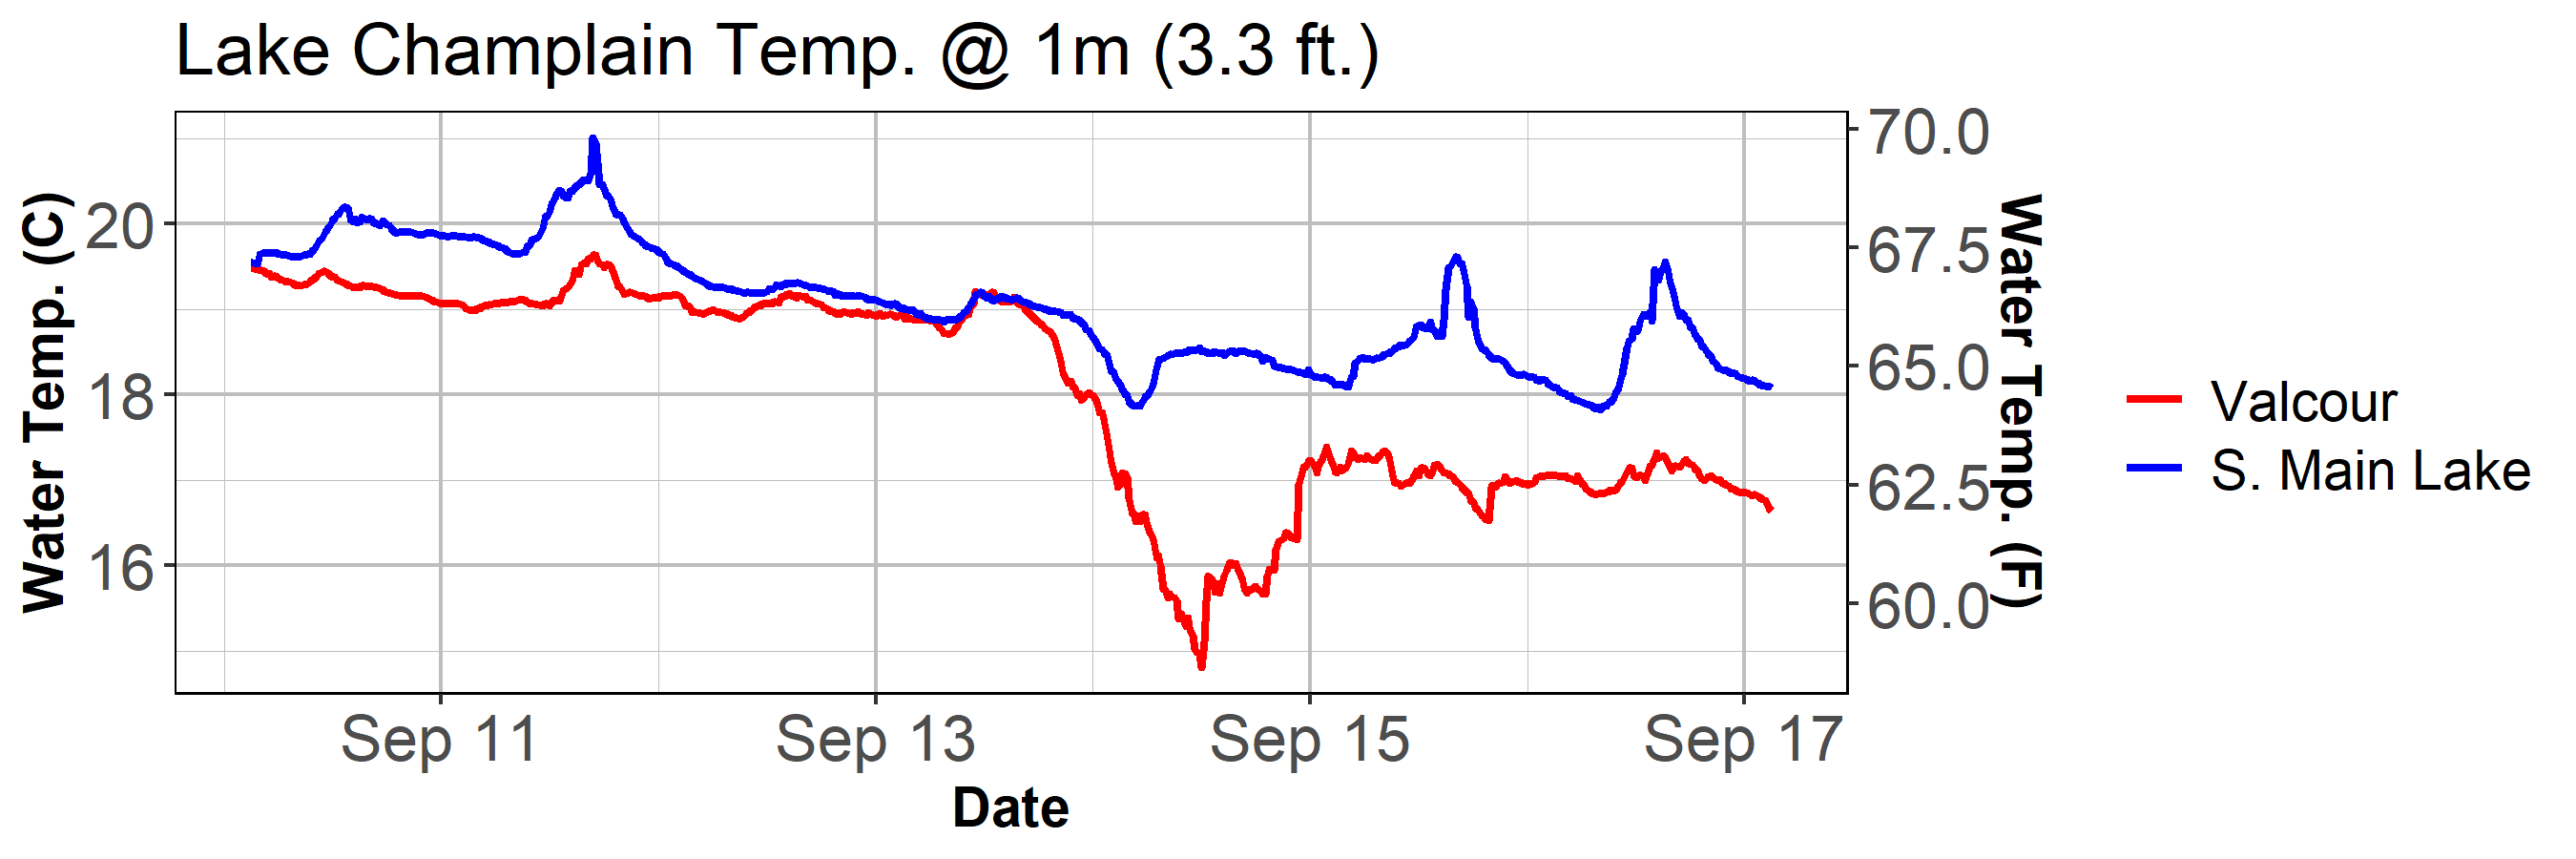 Lake Champlain Temp. @ 1m (3.3 ft.)
Water Temp. (C)
20
18
16
70.0
67.5
65.0
62.5
60.0
Water Temp. (F)
Sep 11
Sep 13
Sep 15
Sep 17
Date
Valcour
S. Main Lake